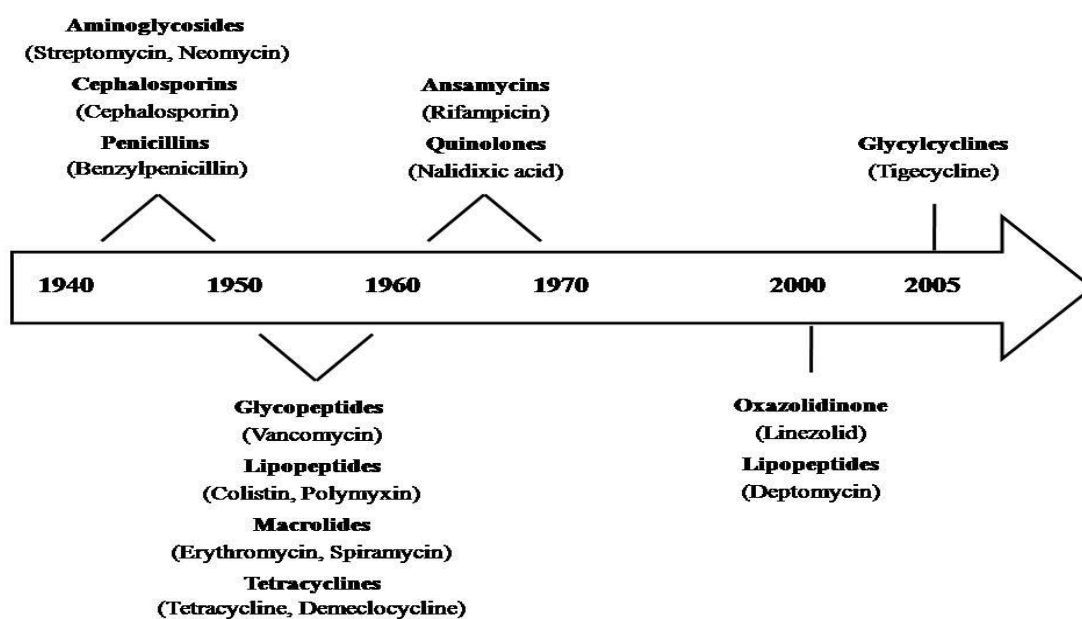 Aminoglycosides
(Streptomycin, Neomycin)
Cephalosporins
(Cephalosporin)
Penicillins
(Benzylpenicillin)
Ansamycins
(Rifampicin)
Quinolones
(Nalidixic acid)
Glycylcyclines
(Tigecycline)
1940 1950 1960 1970 2000 2005
Glycopeptides
(Vancomycin)
Lipopeptides
(Colistin, Polymyxin)
Macrolides
(Erythromycin, Spiramycin)
Tetracyclines
(Tetracycline, Demeclocycline)
Oxazolidinone
(Linezolid)
Lipopeptides
(Deptomycin)